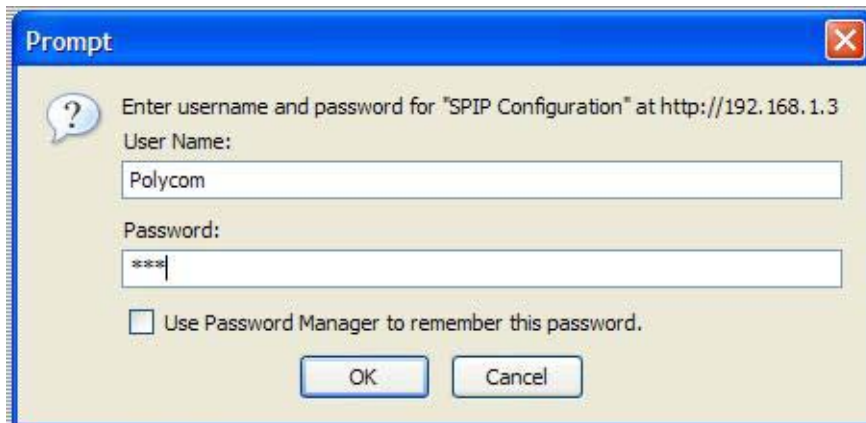 Prompt
Enter username and password for "SPIP Configuration" at http://192.168.1.3
User Name:
Polycom
Password:
***
Use Password Manager to remember this password.
OK
Cancel